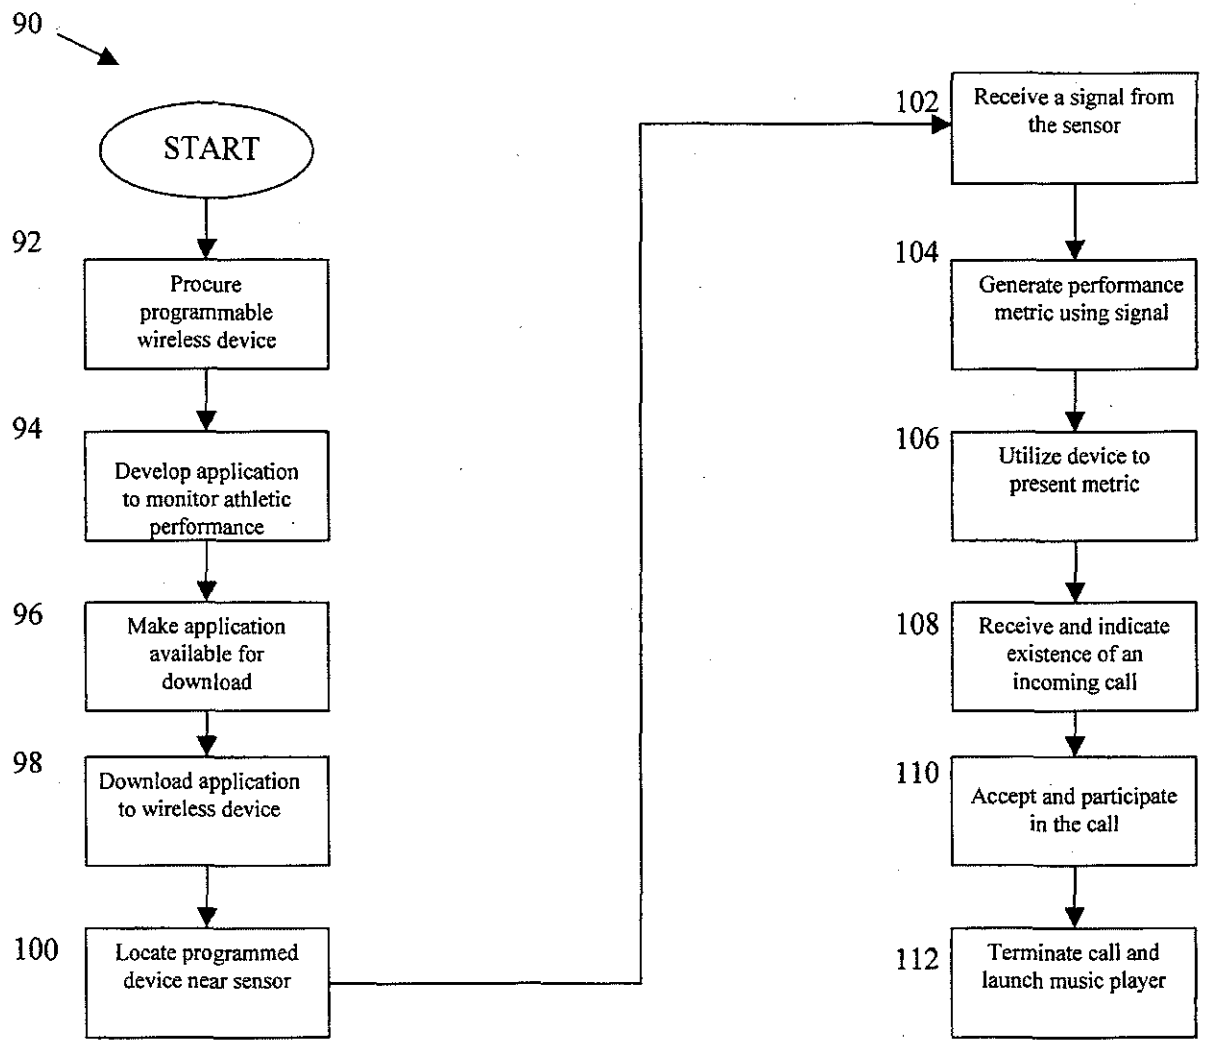 90
START
92
Procure
programmable
wireless device
94
Develop application
to monitor athletic
performance
96
Make application
available for
download
98
Download application
to wireless device
100
Locate programmed
device near sensor
102
Receive a signal from
the sensor
104
Generate performance
metric using signal
106
Utilize device to
present metric
108
Receive and indicate
existence of an
incoming call
110
Accept and participate
in the call
112
Terminate call and
launch music player